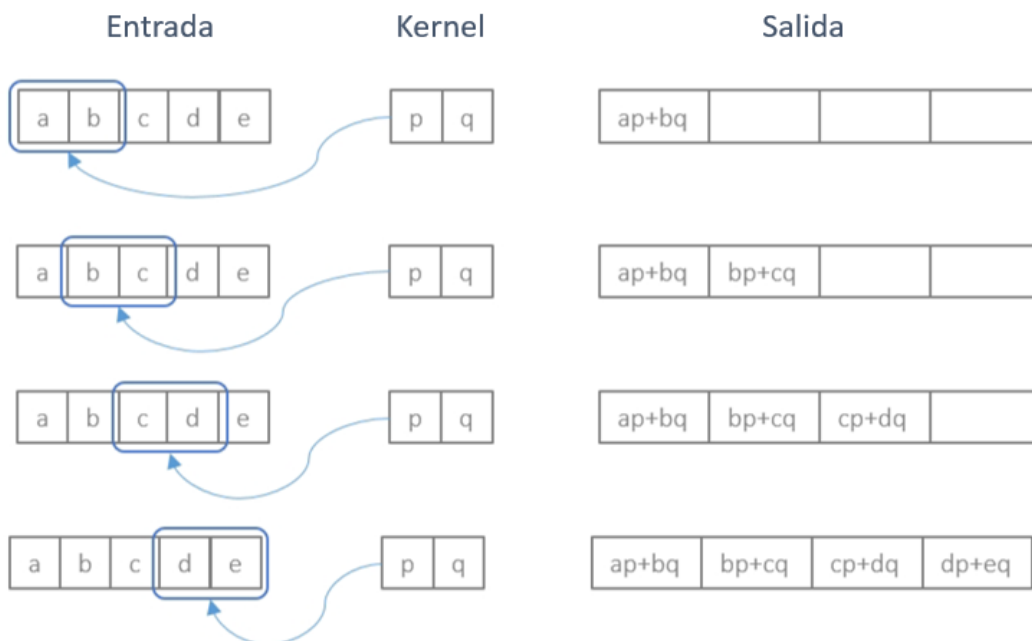 Entrada Kernel Salida
a b c d e p q ap+bq
a b c d e p q ap+bq bp+cq
a b c d e p q ap+bq bp+cq cp+dq
a b c d e p q ap+bq bp+cq cp+dq dp+eq